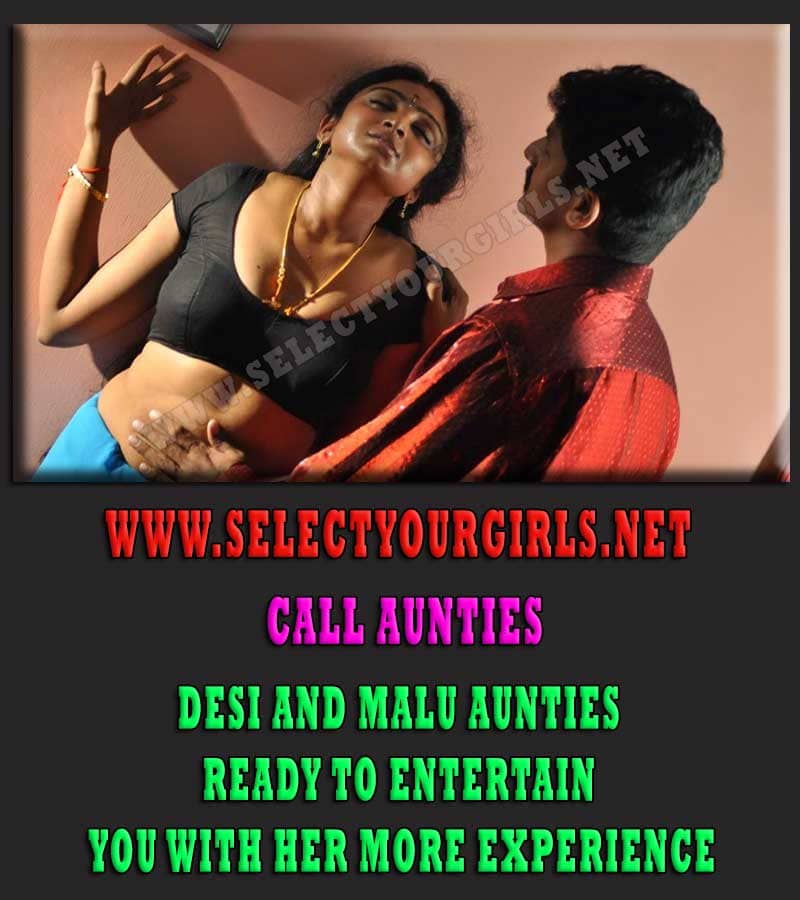 WWW.SELECTYOURGIRLS.NET
WWW.SELECTYOURGIRLS.NET
CALL AUNTIES
DESI AND MALU AUNTIES
READY TO ENTERTAIN
YOU WITH HER MORE EXPERIENCE